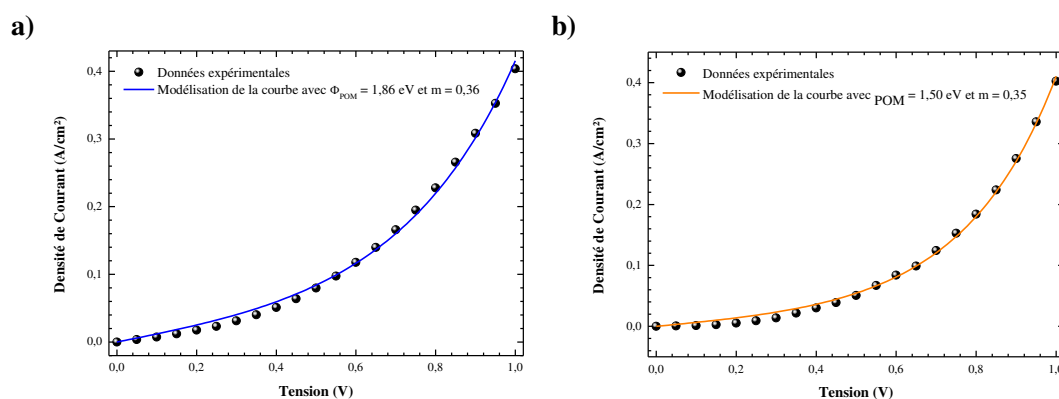 a)
Données expérimentales
Modélisation de la courbe avec Φ_POM = 1,86 eV et m = 0,36
Densité de Courant (A/cm²)
0,4
0,3
0,2
0,1
0,0
0,0 0,2 0,4 0,6 0,8 1,0
Tension (V)
b)
Données expérimentales
Modélisation de la courbe avec POM = 1,50 eV et m = 0,35
Densité de Courant (A/cm²)
0,4
0,3
0,2
0,1
0,0
0,0 0,2 0,4 0,6 0,8 1,0
Tension (V)